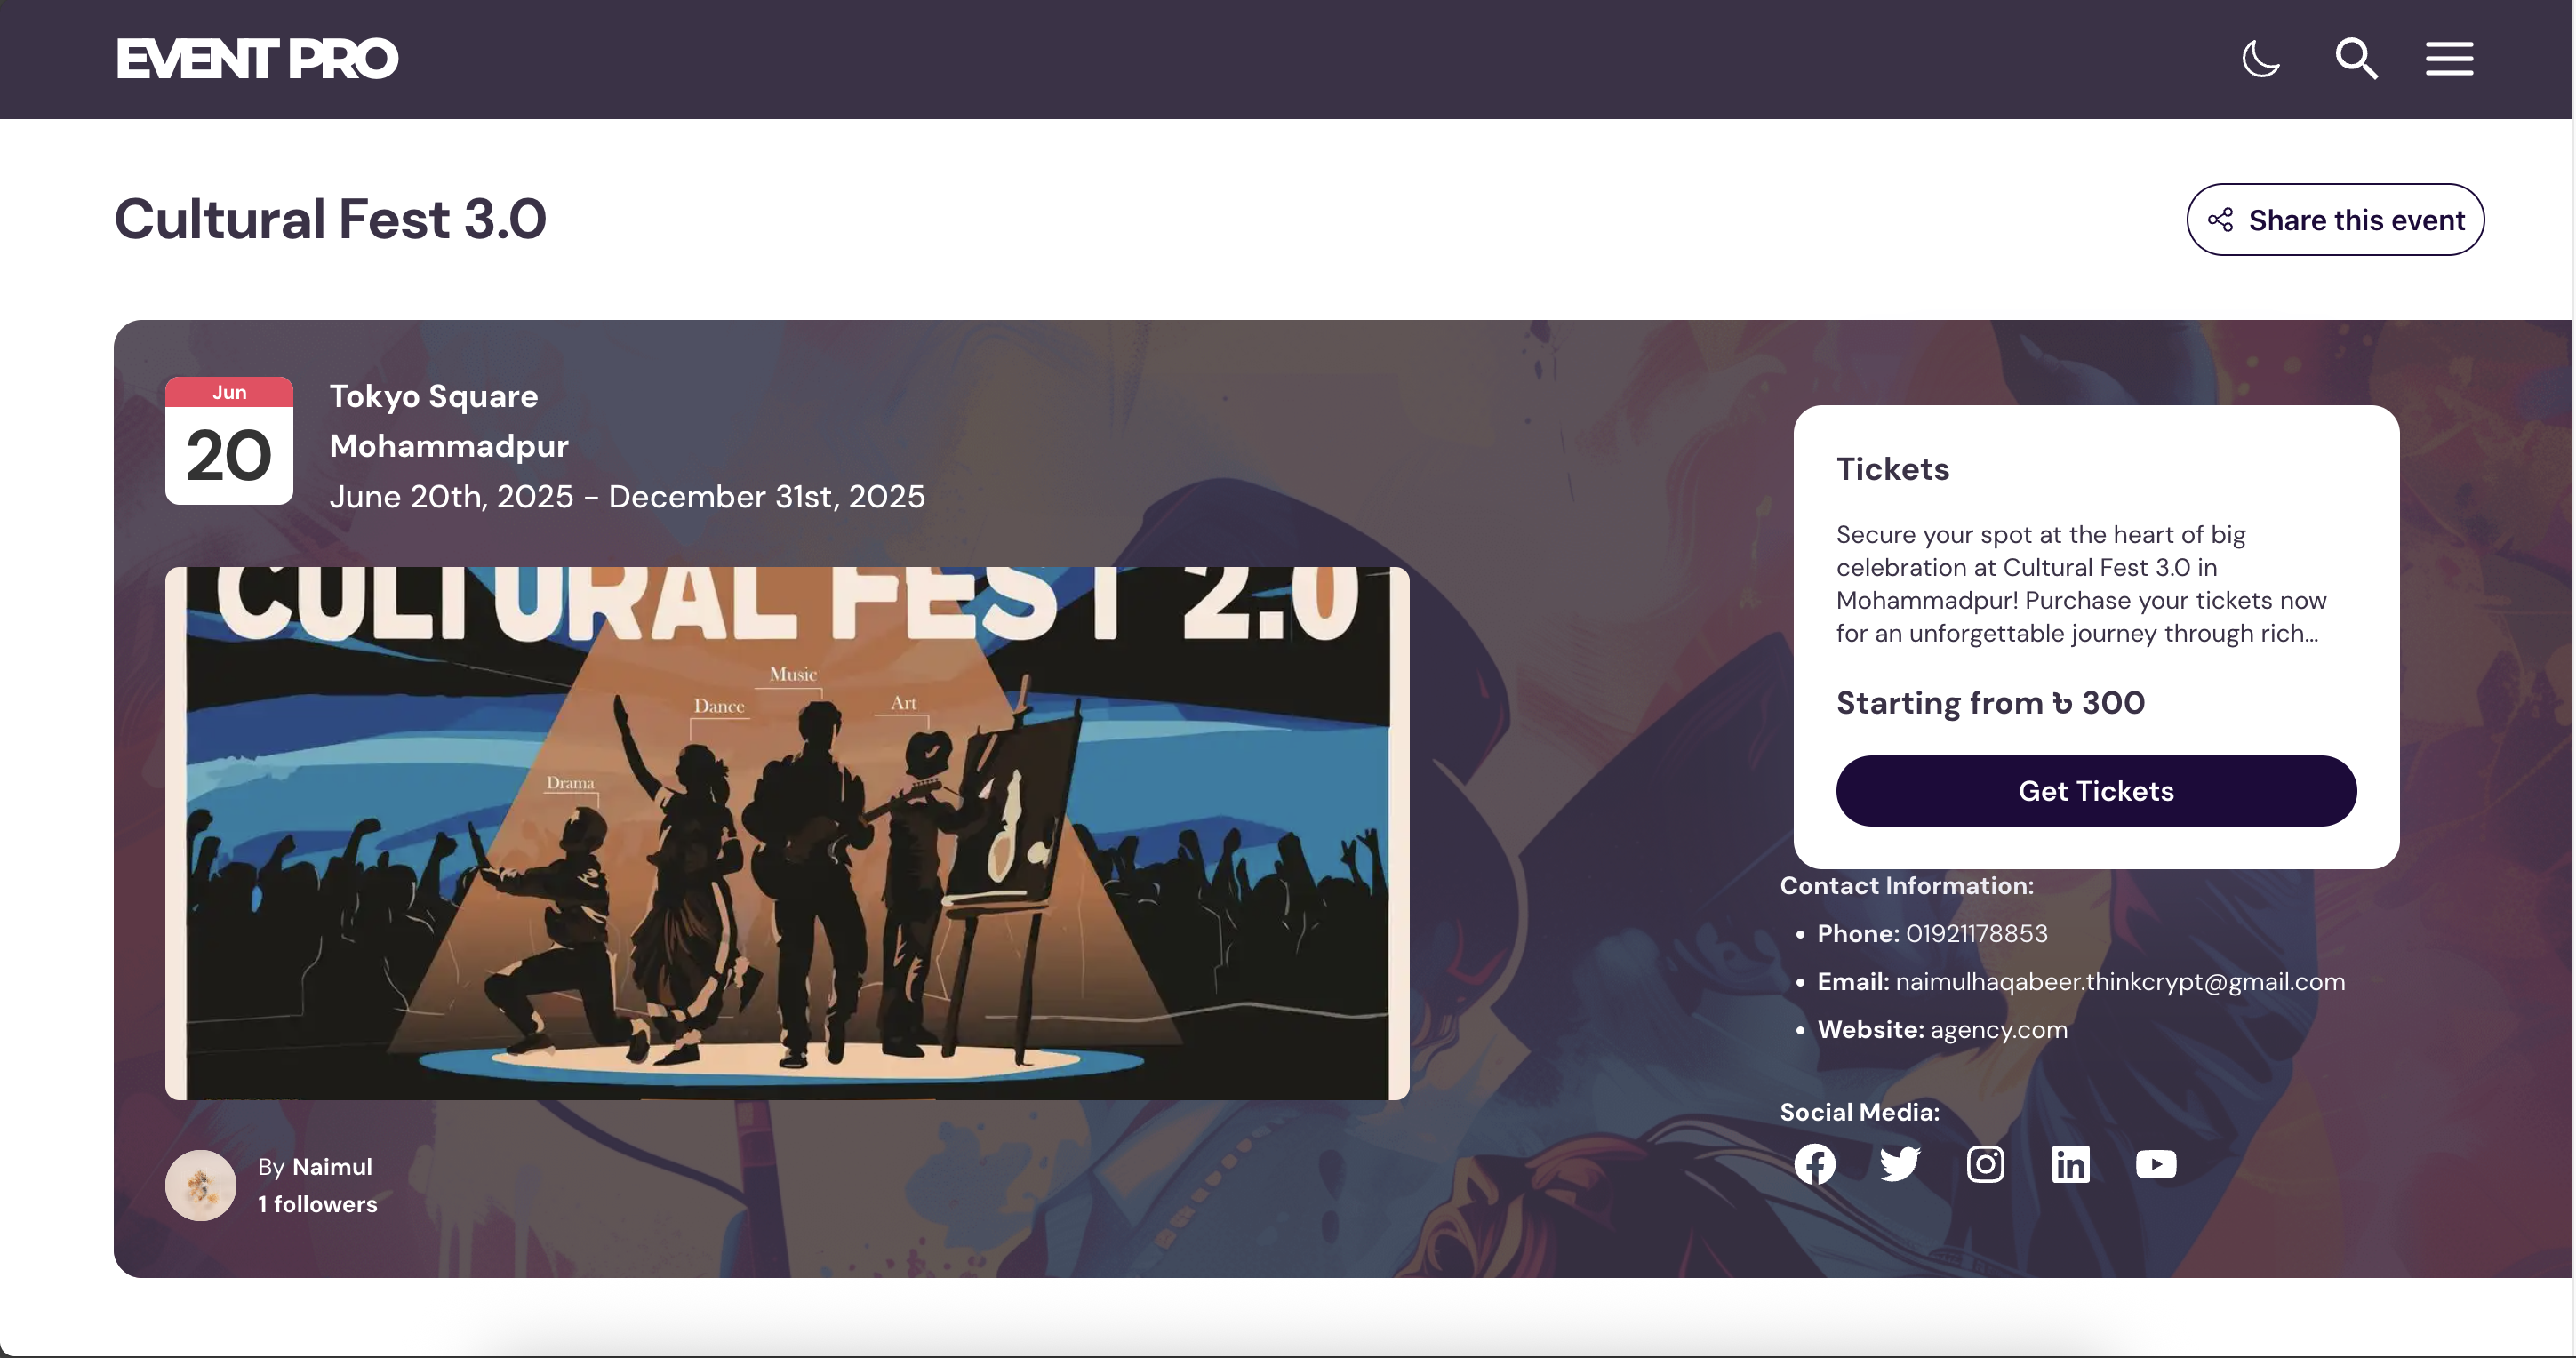 EVENT PRO
Cultural Fest 3.0
Share this event
Jun
20
Tokyo Square
Mohammadpur
June 20th, 2025 - December 31st, 2025
CULTURAL FEST 2.0
Music
Dance
Art
Drama
By Naimul
1 followers
Tickets
Secure your spot at the heart of big
celebration at Cultural Fest 3.0 in
Mohammadpur! Purchase your tickets now
for an unforgettable journey through rich...
Starting from ৳ 300
Get Tickets
Contact Information:
• Phone: 01921178853
• Email: naimulhaqabeer.thinkcrypt@gmail.com
• Website: agency.com
Social Media: